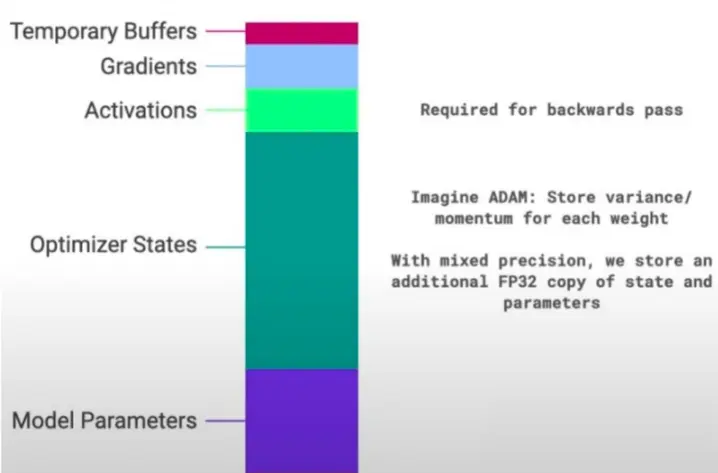 Temporary Buffers
Gradients
Activations
Required for backwards pass
Optimizer States
Imagine ADAM: Store variance/
momentum for each weight
With mixed precision, we store an
additional FP32 copy of state and
parameters
Model Parameters